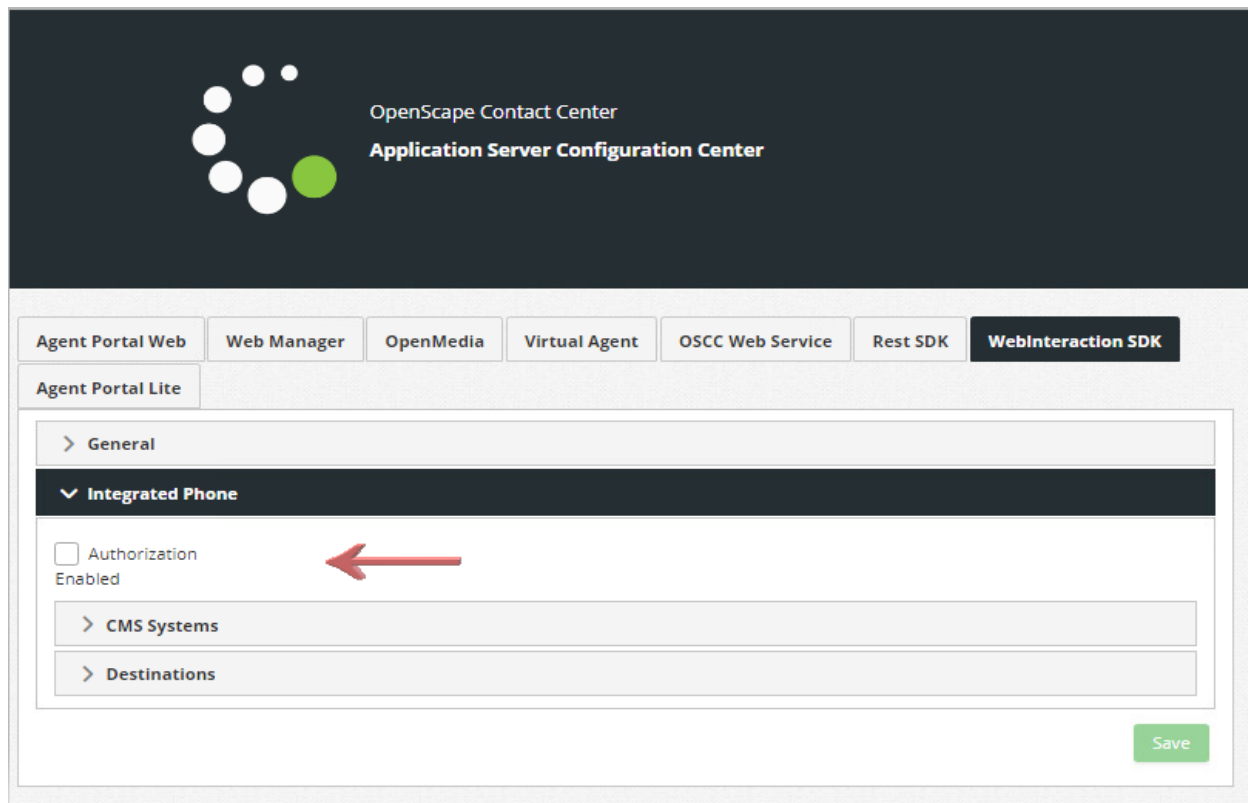 OpenScape Contact Center
Application Server Configuration Center
Agent Portal Web Web Manager OpenMedia Virtual Agent OSCC Web Service Rest SDK WebInteraction SDK
Agent Portal Lite
General
Integrated Phone
Authorization
Enabled
CMS Systems
Destinations
Save